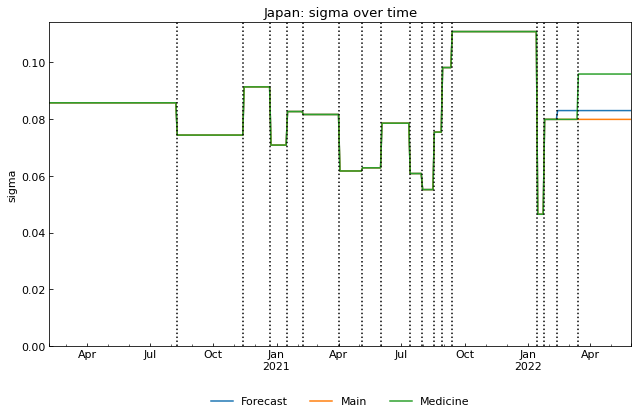 Japan: sigma over time
sigma
0.10
0.08
0.06
0.04
0.02
0.00
Apr Jul Oct Jan Apr Jul Oct Jan Apr
2021 2022
Forecast Main Medicine